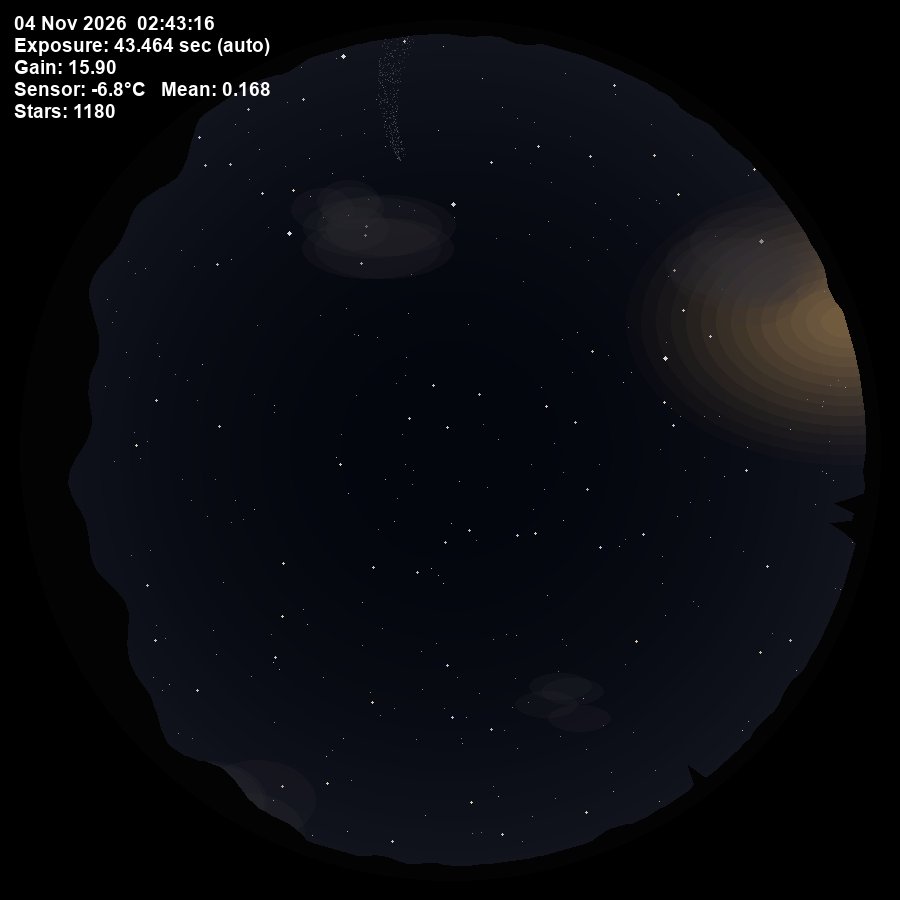 04 Nov 2026  02:43:16
Exposure: 43.464 sec (auto)
Gain: 15.90
Sensor: -6.8°C   Mean: 0.168
Stars: 1180